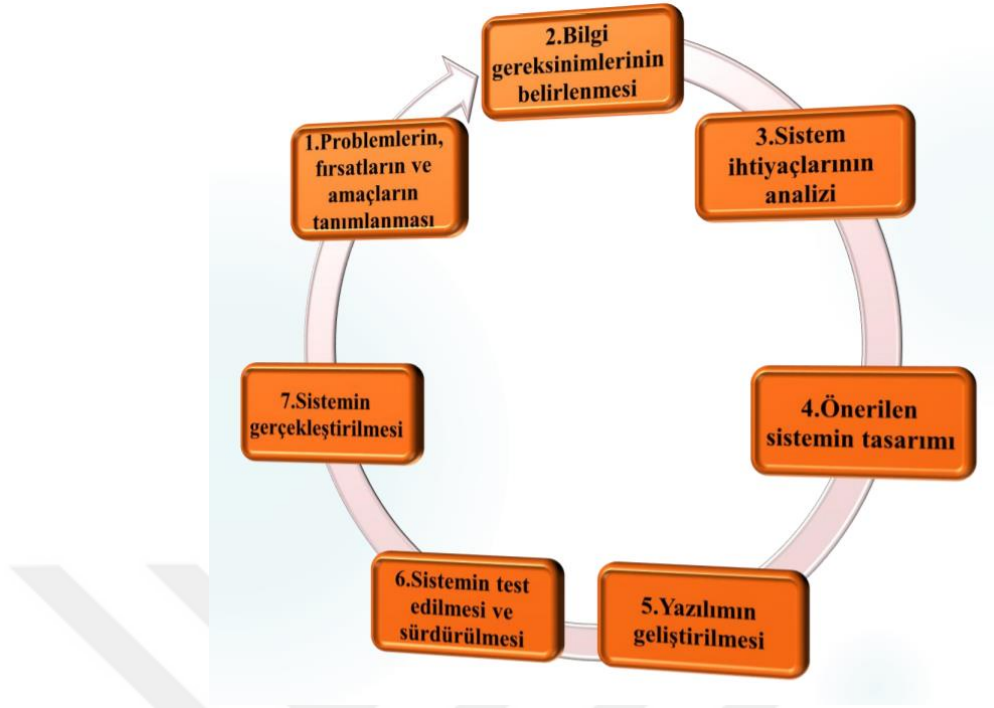 1.Problemlerin,
fırsatların ve
amaçların
tanımlanması
2.Bilgi
gereksinimlerinin
belirlenmesi
3.Sistem
ihtiyaçlarının
analizi
4.Önerilen
sistemin tasarımı
5.Yazılımın
geliştirilmesi
6.Sistemin test
edilmesi ve
sürdürülmesi
7.Sistemin
gerçekleştirilmesi